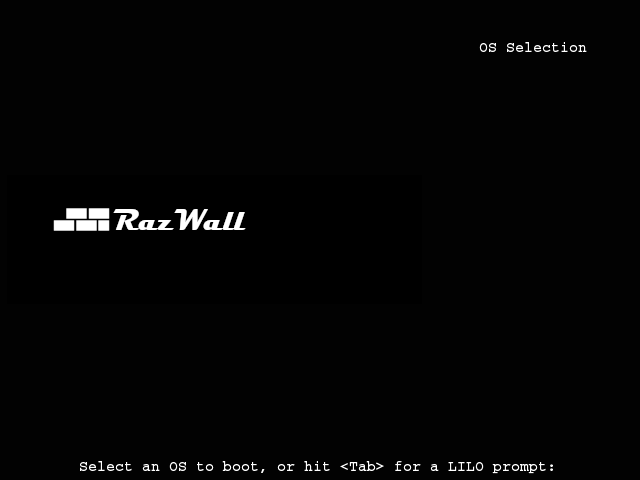 OS Selection
RazWall
Select an OS to boot, or hit <Tab> for a LILO prompt: